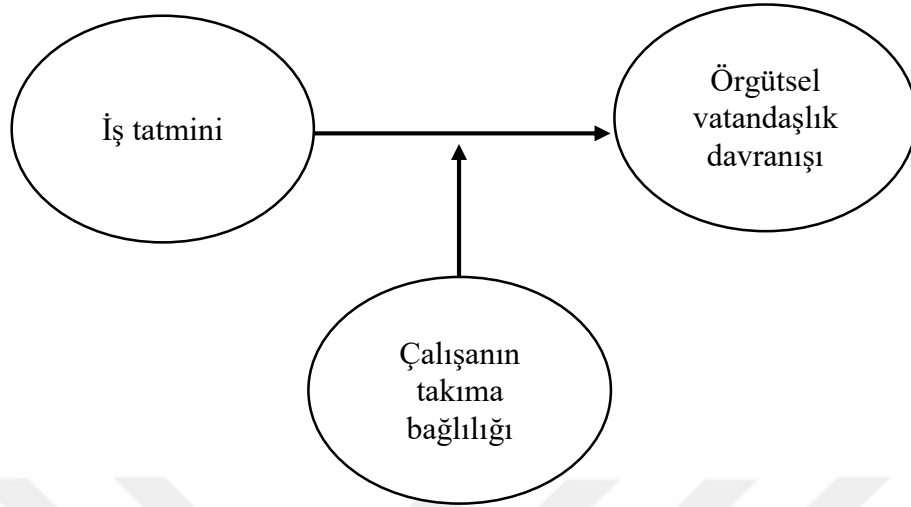 İş tatmini
Örgütsel
vatandaşlık
davranışı
Çalışanın
takıma
bağlılığı